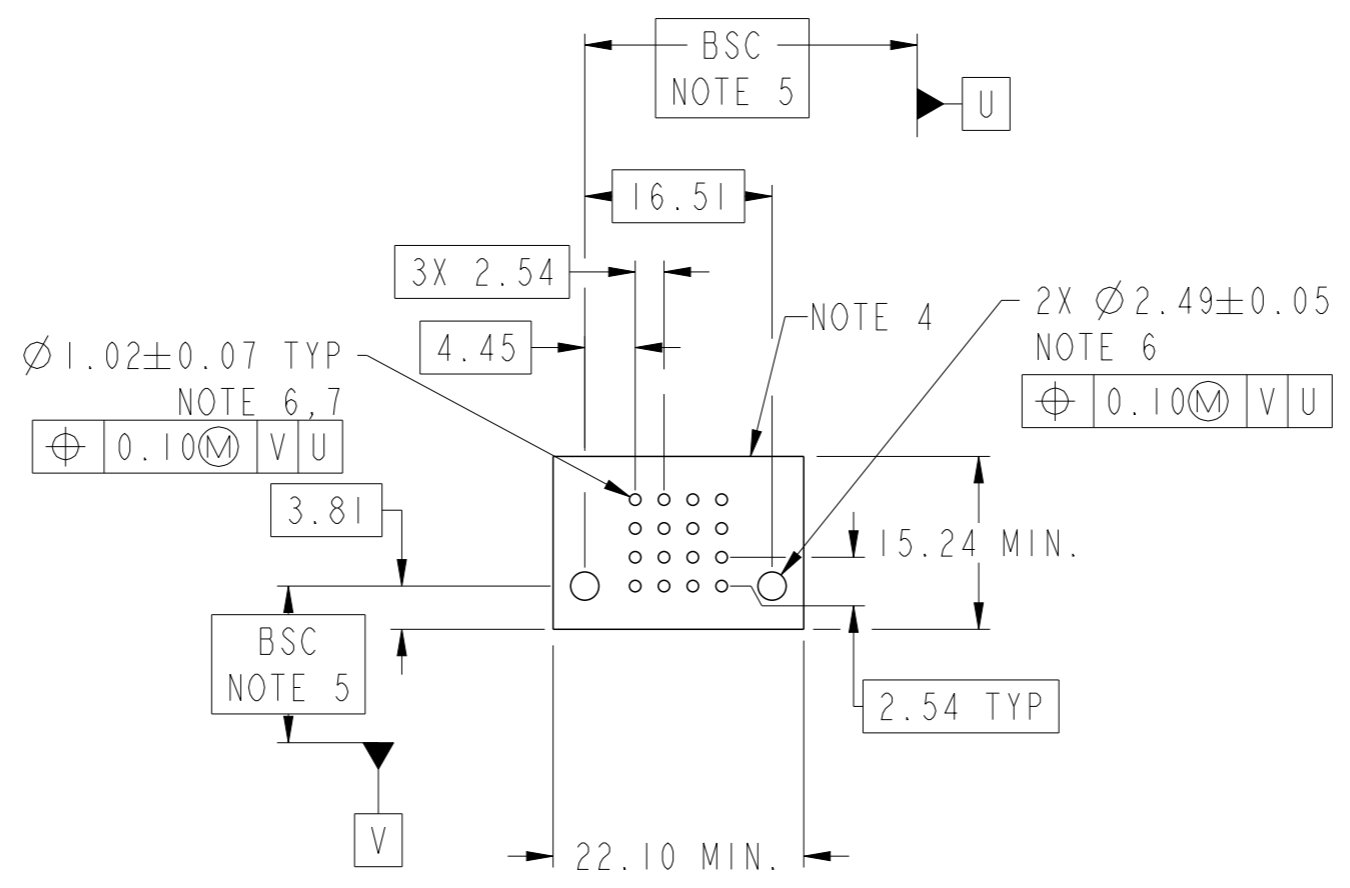 BSC
NOTE 5
U
16.51
3X 2.54
NOTE 4
2X Ø2.49±0.05
NOTE 6
⌖ 0.10Ⓜ V U
4.45
Ø1.02±0.07 TYP
NOTE 6,7
⌖ 0.10Ⓜ V U
3.81
15.24 MIN.
BSC
NOTE 5
2.54 TYP
V
22.10 MIN.